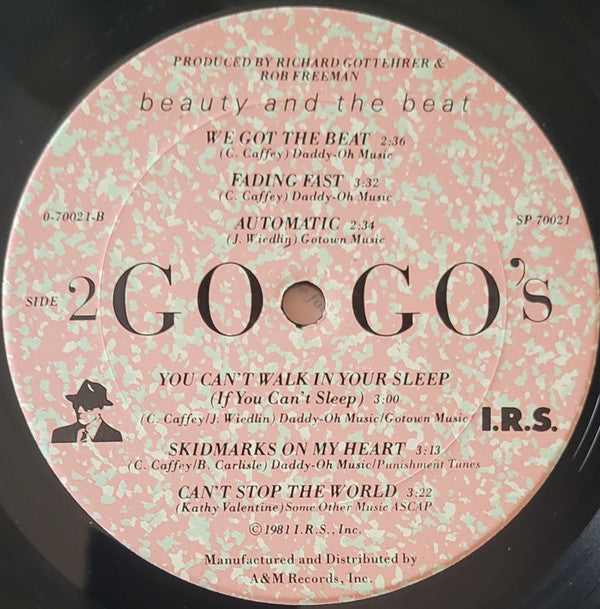 PRODUCED BY RICHARD GOTTEHRER &
ROB FREEMAN
beauty and the beat
WE GOT THE BEAT 2:36
(C. Caffey) Daddy-Oh Music
FADING FAST 3:32
(C. Caffey) Daddy-Oh Music
0-70021-B
AUTOMATIC 2:34
SP 70021
(J. Wiedlin) Gotown Music
SIDE 2 GO GO's
YOU CAN'T WALK IN YOUR SLEEP
(If You Can't Sleep) 3:00
(C. Caffey/J. Wiedlin) Daddy-Oh Music/Gotown Music
I.R.S.
SKIDMARKS ON MY HEART 3:13
(C. Caffey/B. Carlisle) Daddy-Oh Music/Punishment Tunes
CAN'T STOP THE WORLD 3:22
(Kathy Valentine) Some Other Music ASCAP
©1981 I.R.S., Inc.
Manufactured and Distributed by
A&M Records, Inc.